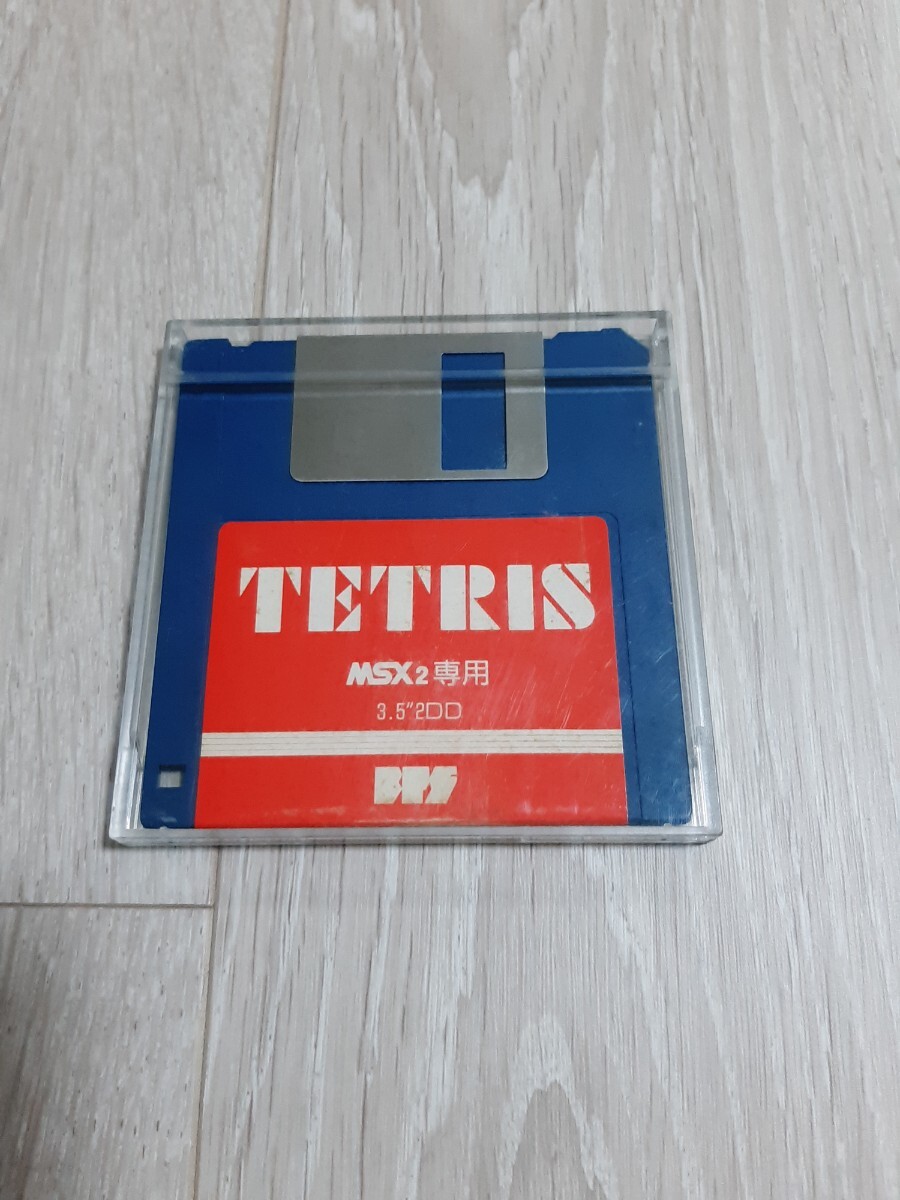 TETRIS
MSX2専用
3.5"2DD
BPS